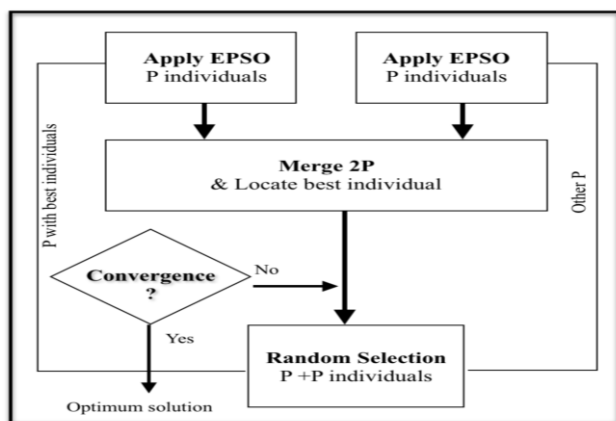 Apply EPSO
P individuals
Apply EPSO
P individuals
P with best individuals
Merge 2P
& Locate best individual
Other P
Convergence
?
No
Yes
Random Selection
P +P individuals
Optimum solution